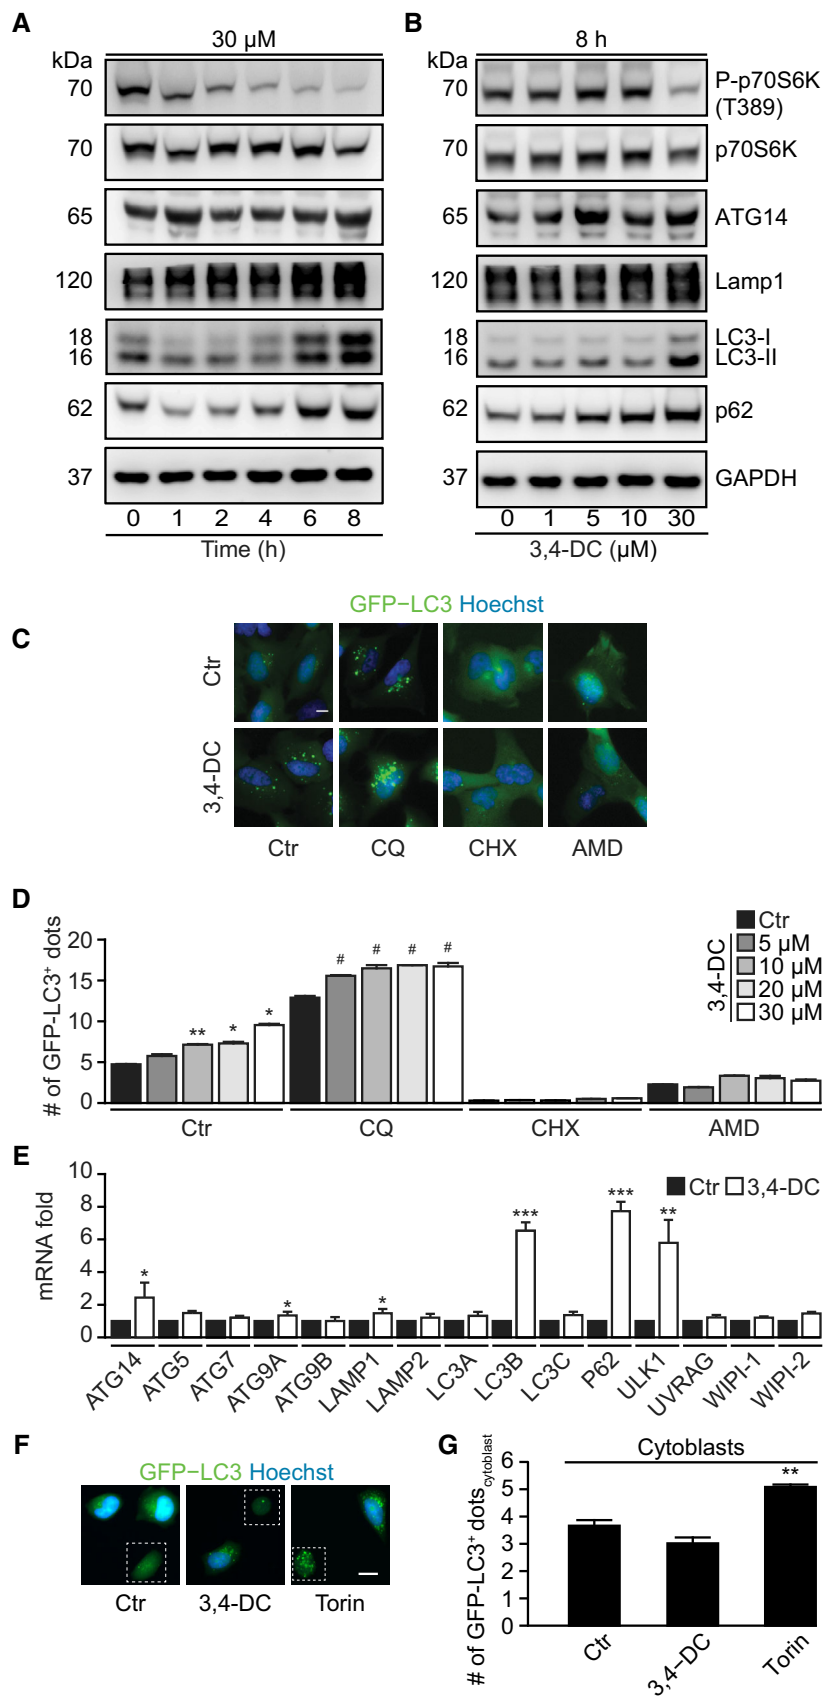 A
30 µM
kDa
70
70
65
120
18
16
62
37
0 1 2 4 6 8
Time (h)
B
8 h
kDa
70
P-p70S6K
(T389)
70
p70S6K
65
ATG14
120
Lamp1
18
LC3-I
16
LC3-II
62
p62
37
GAPDH
0 1 5 10 30
3,4-DC (µM)
C
GFP−LC3 Hoechst
Ctr
3,4-DC
Ctr CQ CHX AMD
D
# of GFP-LC3+ dots
20
15
10
5
0
** * *
# # # #
Ctr
3,4-DC
5 µM
10 µM
20 µM
30 µM
Ctr CQ CHX AMD
E
mRNA fold
10
8
6
4
2
0
Ctr 3,4-DC
* * * *** *** **
ATG14 ATG5 ATG7 ATG9A ATG9B LAMP1 LAMP2 LC3A LC3B LC3C P62 ULK1 UVRAG WIPI-1 WIPI-2
F
GFP−LC3 Hoechst
Ctr 3,4-DC Torin
G
# of GFP-LC3+ dots cytoblast
Cytoblasts
6
5
4
3
2
1
0
**
Ctr 3,4−DC Torin